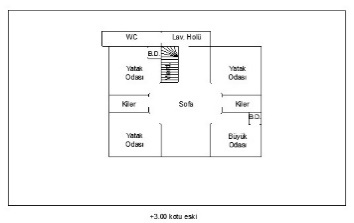 WC
Lav. Holü
B.D.
Yatak
Odası
Yatak
Odası
Kiler
Sofa
Kiler
B.D.
Yatak
Odası
Büyük
Odası
+3.00 kotu eski